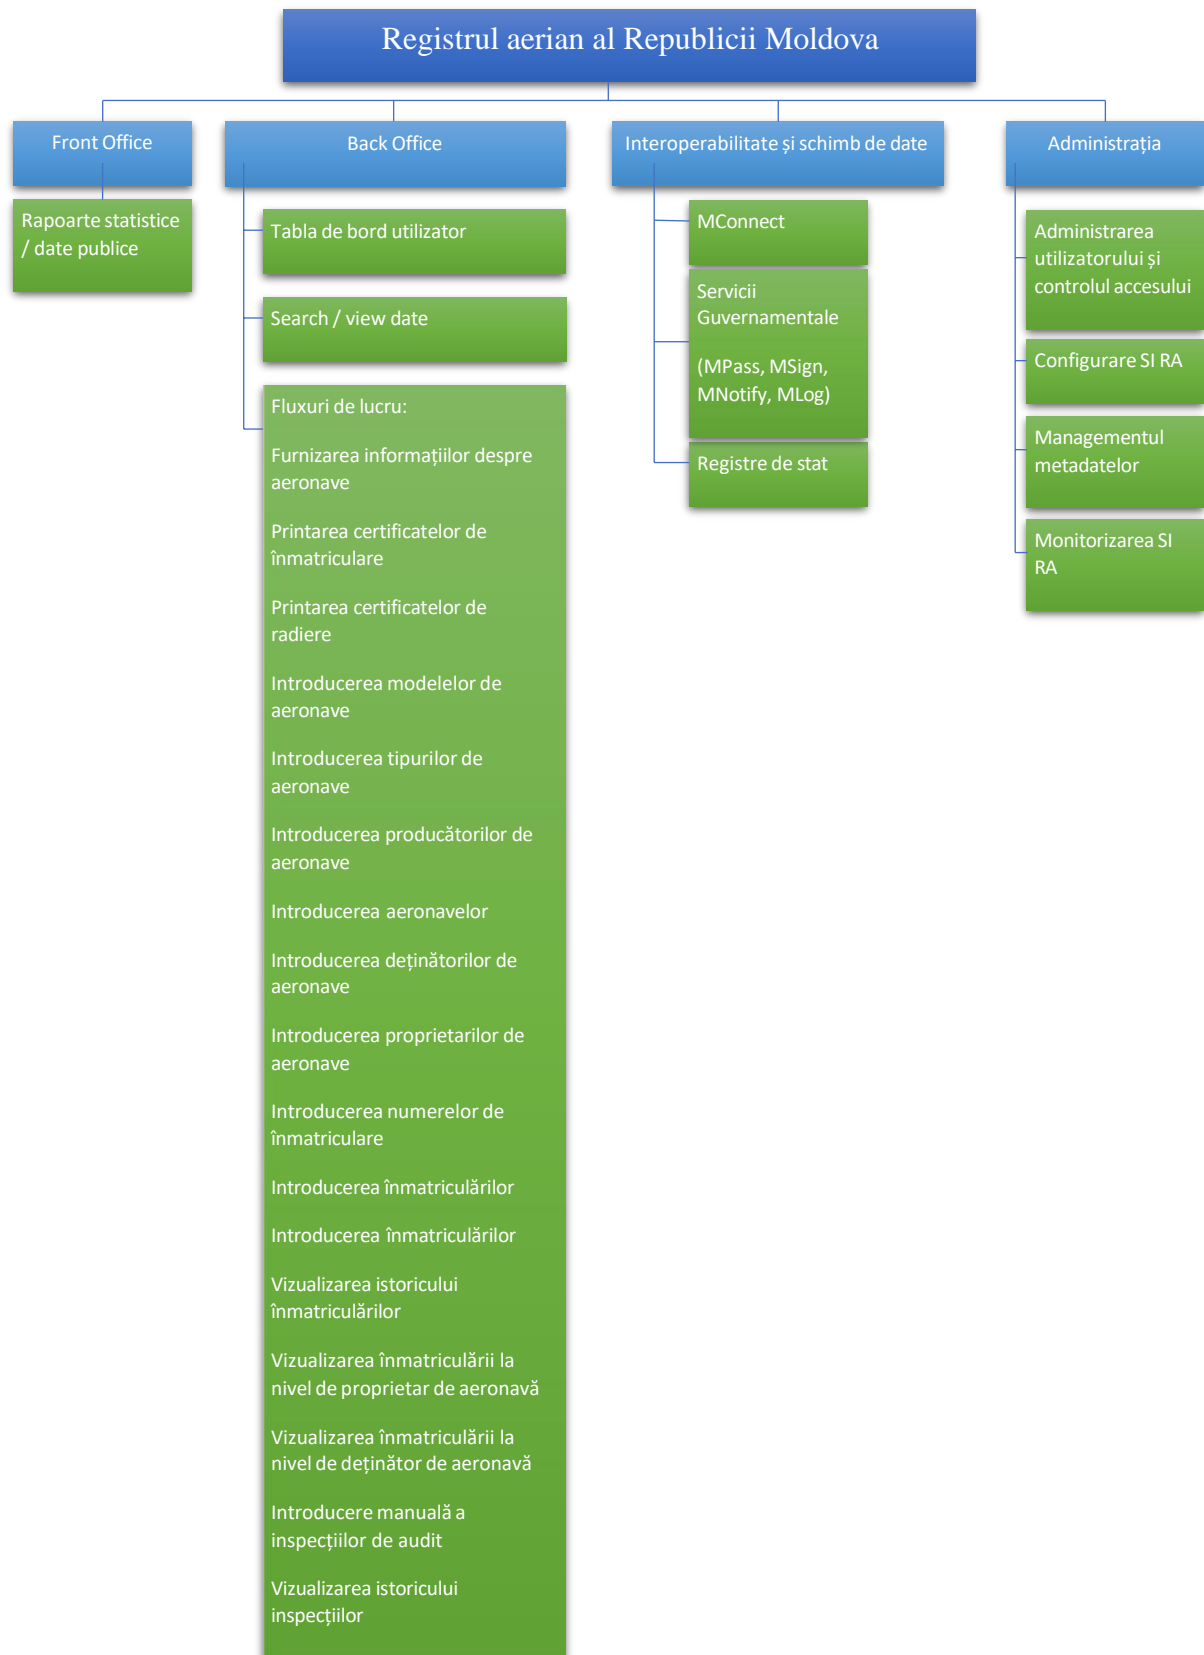 Registrul aerian al Republicii Moldova
Front Office
Rapoarte statistice
/ date publice
Back Office
Tabla de bord utilizator
Search / view date
Fluxuri de lucru:
Furnizarea informațiilor despre
aeronave
Printarea certificatelor de
înmatriculare
Printarea certificatelor de
radiere
Introducerea modelelor de
aeronave
Introducerea tipurilor de
aeronave
Introducerea producătorilor de
aeronave
Introducerea aeronavelor
Introducerea deținătorilor de
aeronave
Introducerea proprietarilor de
aeronave
Introducerea numerelor de
înmatriculare
Introducerea înmatriculărilor
Introducerea înmatriculărilor
Vizualizarea istoricului
înmatriculărilor
Vizualizarea înmatriculării la
nivel de proprietar de aeronavă
Vizualizarea înmatriculării la
nivel de deținător de aeronavă
Introducere manuală a
inspecțiilor de audit
Vizualizarea istoricului
inspecțiilor
Interoperabilitate și schimb de date
MConnect
Servicii
Guvernamentale
(MPass, MSign,
MNotify, MLog)
Registre de stat
Administrația
Administrarea
utilizatorului și
controlul accesului
Configurare SI RA
Managementul
metadatelor
Monitorizarea SI
RA